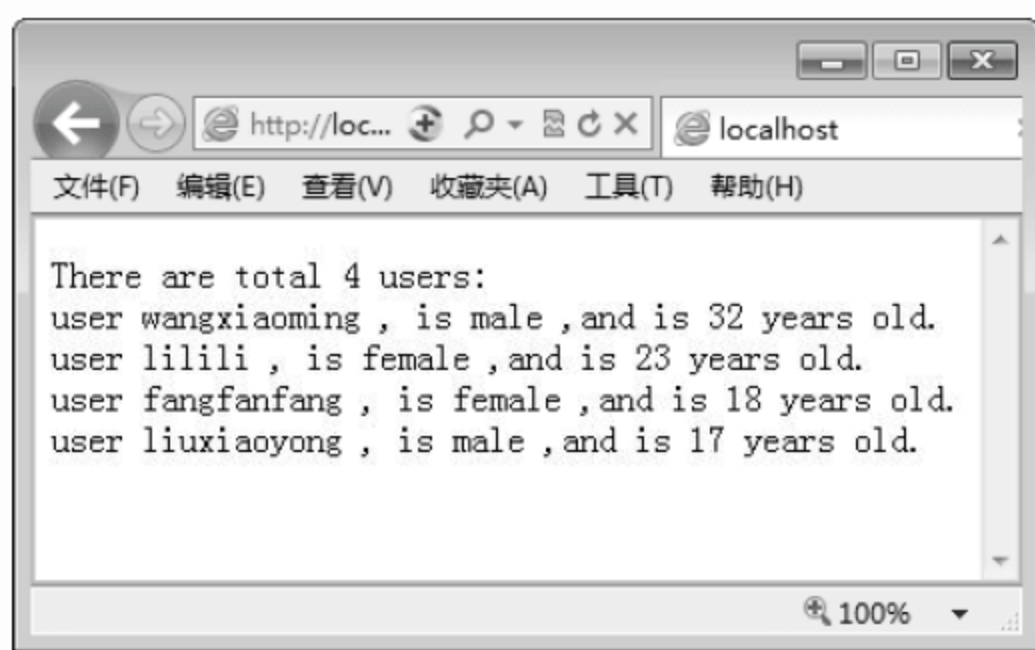 http://loc...
localhost
文件(F) 编辑(E) 查看(V) 收藏夹(A) 工具(T) 帮助(H)
There are total 4 users:
user wangxiaoming , is male ,and is 32 years old.
user lilili , is female ,and is 23 years old.
user fangfanfang , is female ,and is 18 years old.
user liuxiaoyong , is male ,and is 17 years old.
100%